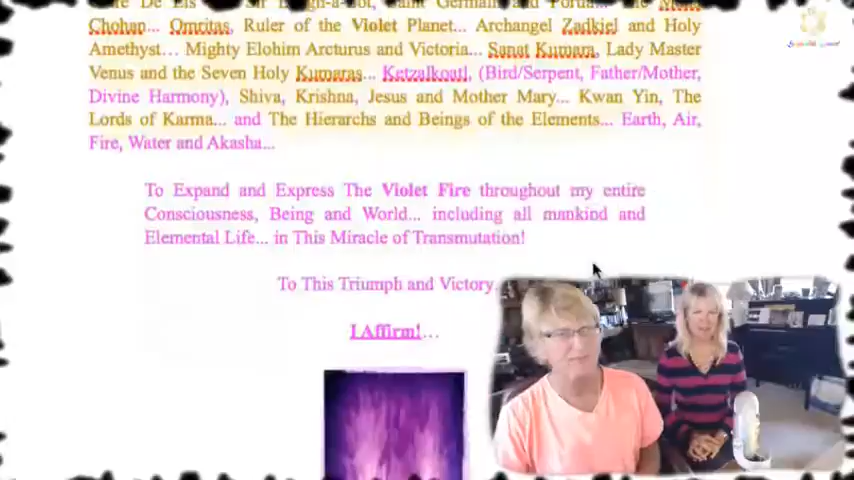 Chohan... Omritas, Ruler of the Violet Planet... Archangel Zadkiel and Holy
Amethyst... Mighty Elohim Arcturus and Victoria... Sanat Kumara, Lady Master
Venus and the Seven Holy Kumaras... Ketzalkoatl, (Bird/Serpent, Father/Mother,
Divine Harmony), Shiva, Krishna, Jesus and Mother Mary... Kwan Yin, The
Lords of Karma... and The Hierarchs and Beings of the Elements... Earth, Air,
Fire, Water and Akasha...
To Expand and Express The Violet Fire throughout my entire
Consciousness, Being and World... including all mankind and
Elemental Life... in This Miracle of Transmutation!
To This Triumph and Victory
I Affirm!...